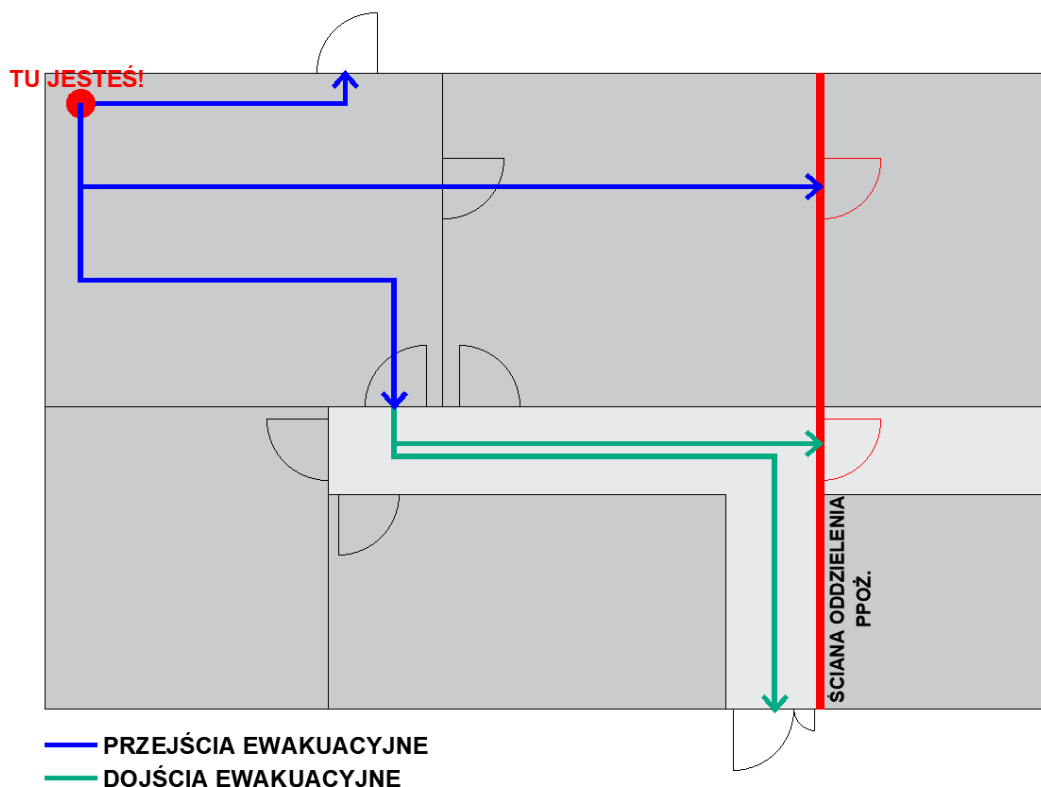 TU JESTEŚ!
ŚCIANA ODDZIELENIA
PPOŻ.
PRZEJŚCIA EWAKUACYJNE
DOJŚCIA EWAKUACYJNE